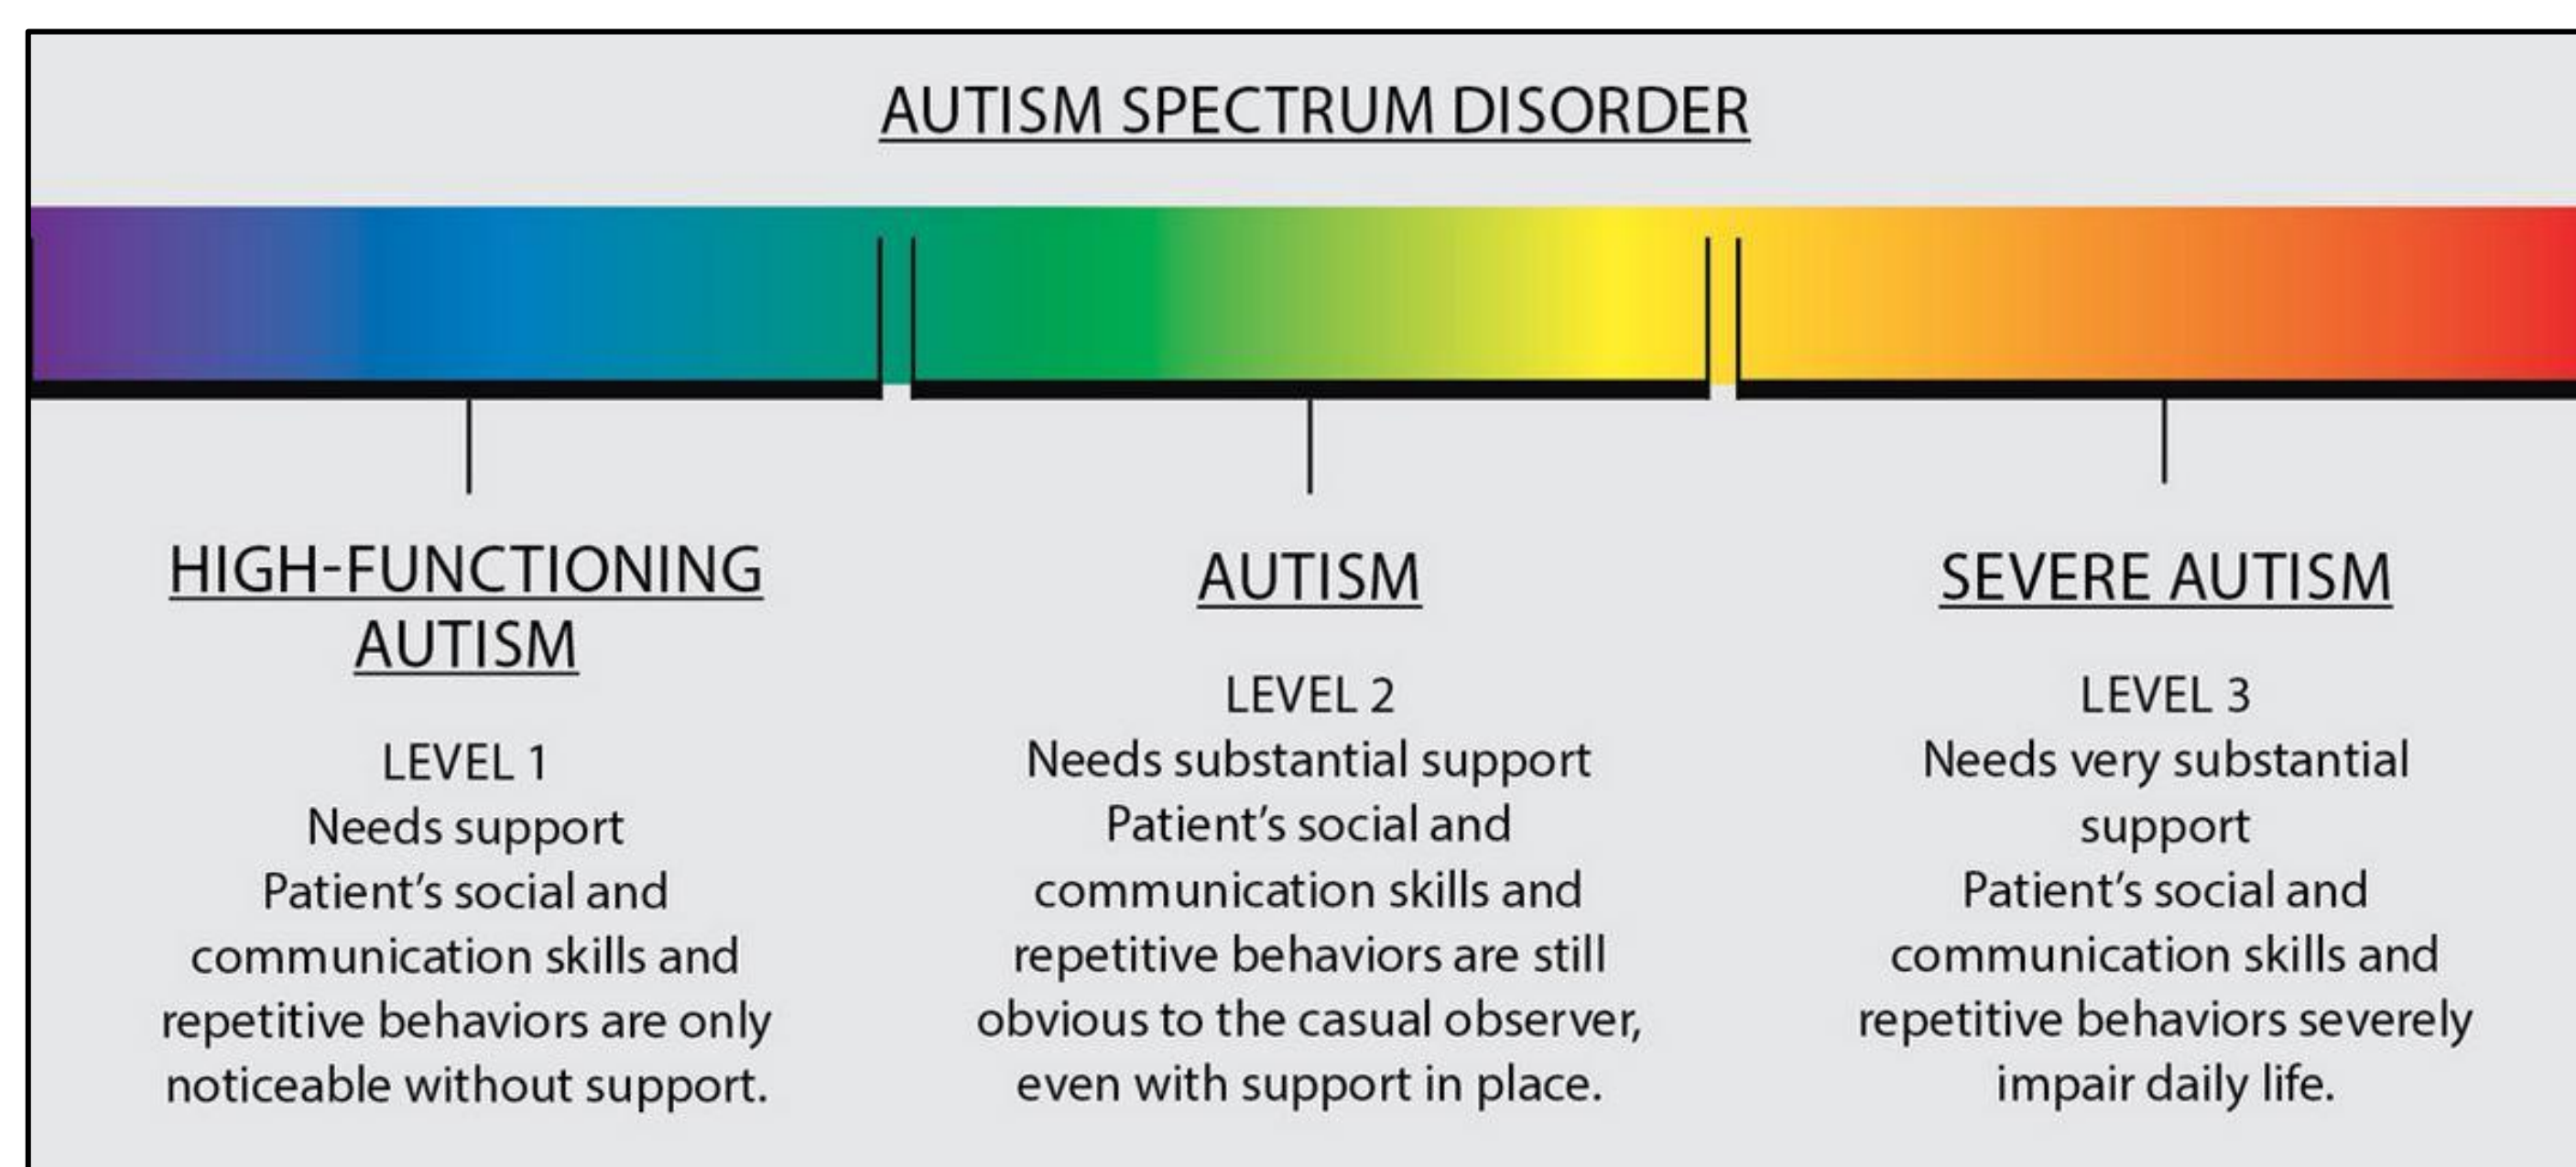 AUTISM SPECTRUM DISORDER
HIGH-FUNCTIONING
AUTISM
LEVEL 1
Needs support
Patient's social and
communication skills and
repetitive behaviors are only
noticeable without support.
AUTISM
LEVEL 2
Needs substantial support
Patient's social and
communication skills and
repetitive behaviors are still
obvious to the casual observer,
even with support in place.
SEVERE AUTISM
LEVEL 3
Needs very substantial
support
Patient's social and
communication skills and
repetitive behaviors severely
impair daily life.